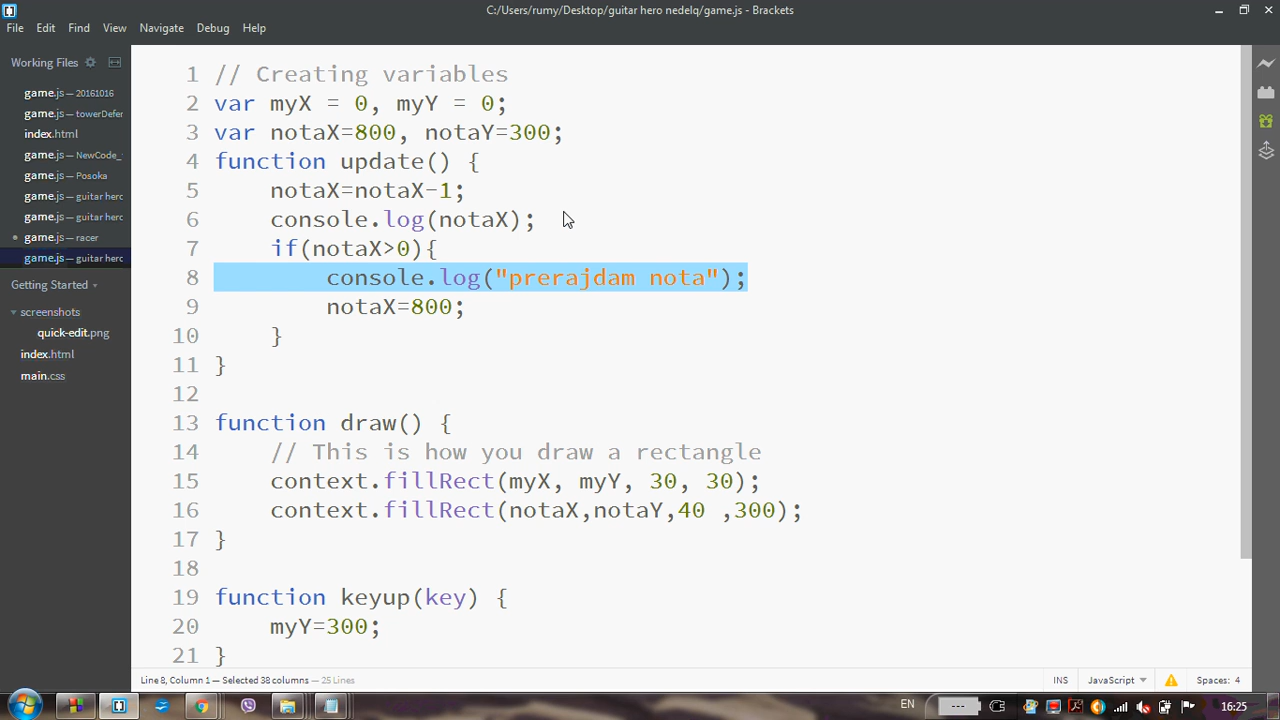 C:/Users/rumy/Desktop/guitar hero nedelq/game.js - Brackets
File Edit Find View Navigate Debug Help
Working Files
game.js — 20161016
game.js — towerDefer
index.html
game.js — NewCode_
game.js — Posoka
game.js — guitar hero
game.js — guitar hero
game.js — racer
game.js — guitar hero
Getting Started
screenshots
quick-edit.png
index.html
main.css
1 // Creating variables
2 var myX = 0, myY = 0;
3 var notaX=800, notaY=300;
4 function update() {
5 notaX=notaX-1;
6 console.log(notaX);
7 if(notaX>0){
8 console.log("prerajdam nota");
9 notaX=800;
10 }
11 }
12
13 function draw() {
14 // This is how you draw a rectangle
15 context.fillRect(myX, myY, 30, 30);
16 context.fillRect(notaX,notaY,40 ,300);
17 }
18
19 function keyup(key) {
20 myY=300;
21 }
Line 8, Column 1 — Selected 38 columns — 25 Lines
INS JavaScript Spaces: 4
EN 16:25